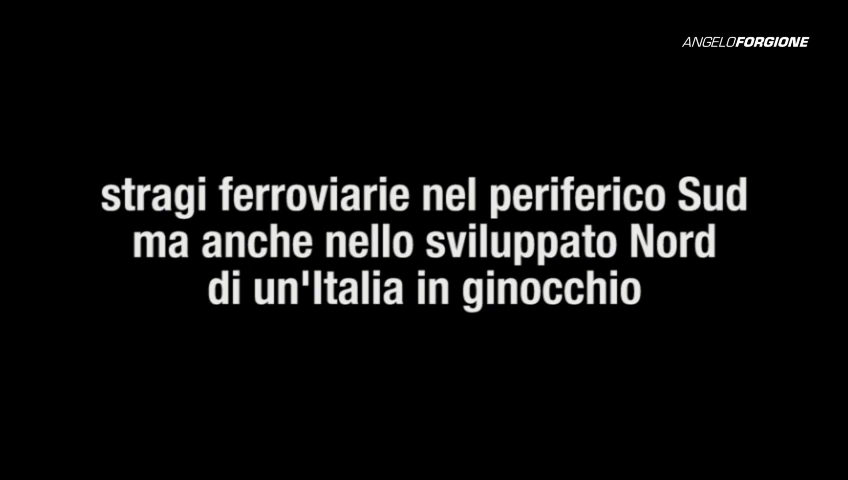 ANGELOFORGIONE
stragi ferroviarie nel periferico Sud
ma anche nello sviluppato Nord
di un'Italia in ginocchio